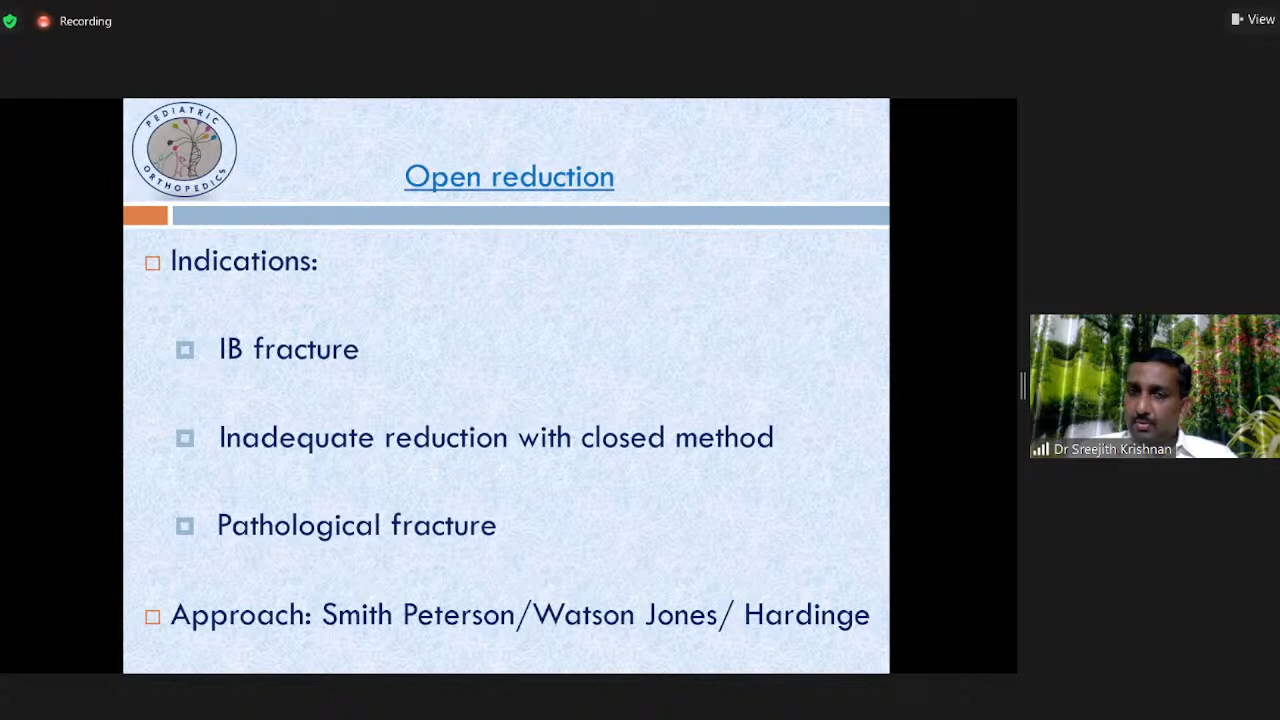 Recording
View
PEDIATRIC
ORTHOPEDICS
Open reduction
Indications:
IB fracture
Inadequate reduction with closed method
Pathological fracture
Approach: Smith Peterson/Watson Jones/ Hardinge
Dr Sreejith Krishnan